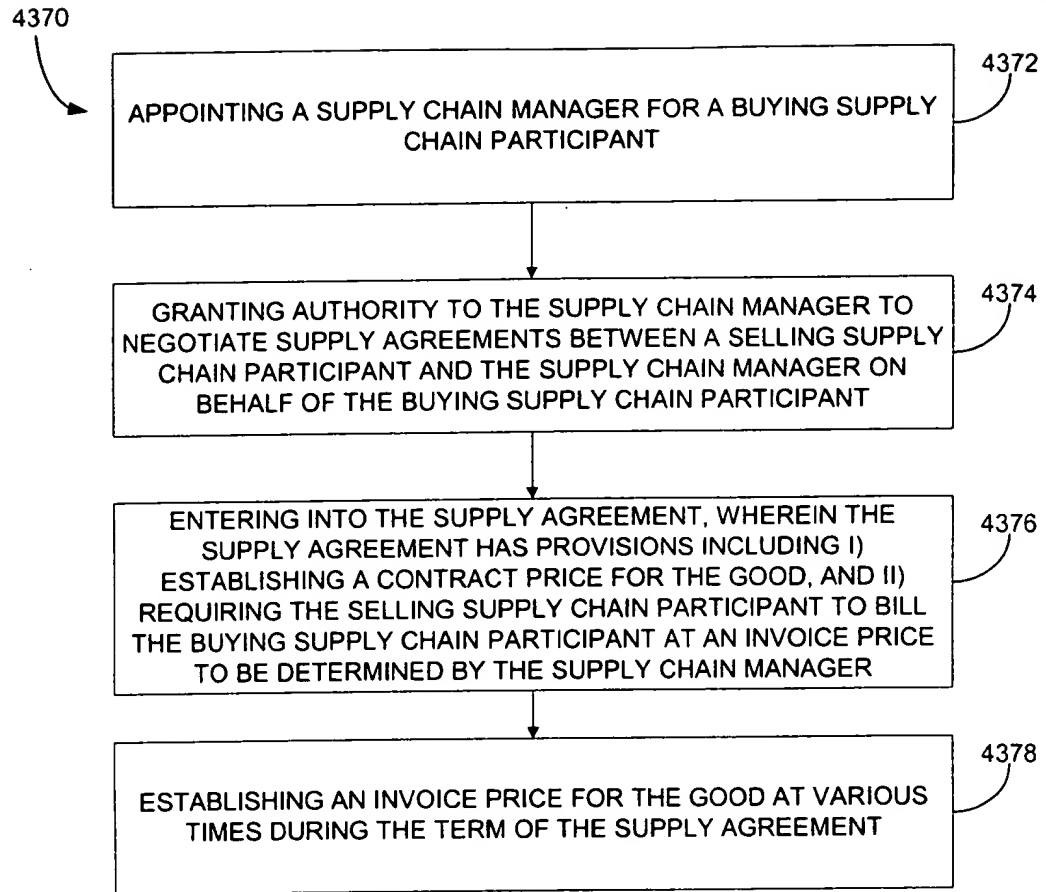 4370
4372
APPOINTING A SUPPLY CHAIN MANAGER FOR A BUYING SUPPLY
CHAIN PARTICIPANT
4374
GRANTING AUTHORITY TO THE SUPPLY CHAIN MANAGER TO
NEGOTIATE SUPPLY AGREEMENTS BETWEEN A SELLING SUPPLY
CHAIN PARTICIPANT AND THE SUPPLY CHAIN MANAGER ON
BEHALF OF THE BUYING SUPPLY CHAIN PARTICIPANT
4376
ENTERING INTO THE SUPPLY AGREEMENT, WHEREIN THE
SUPPLY AGREEMENT HAS PROVISIONS INCLUDING I)
ESTABLISHING A CONTRACT PRICE FOR THE GOOD, AND II)
REQUIRING THE SELLING SUPPLY CHAIN PARTICIPANT TO BILL
THE BUYING SUPPLY CHAIN PARTICIPANT AT AN INVOICE PRICE
TO BE DETERMINED BY THE SUPPLY CHAIN MANAGER
4378
ESTABLISHING AN INVOICE PRICE FOR THE GOOD AT VARIOUS
TIMES DURING THE TERM OF THE SUPPLY AGREEMENT